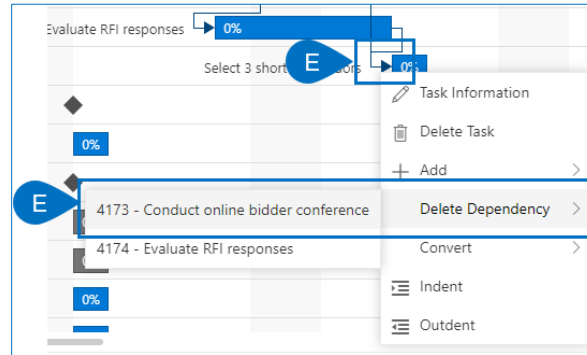 Evaluate RFI responses 0%
Select 3 short E 0%
Task Information
Delete Task
0%
Add
E 4173 - Conduct online bidder conference Delete Dependency
4174 - Evaluate RFI responses Convert
0% Indent
Outdent